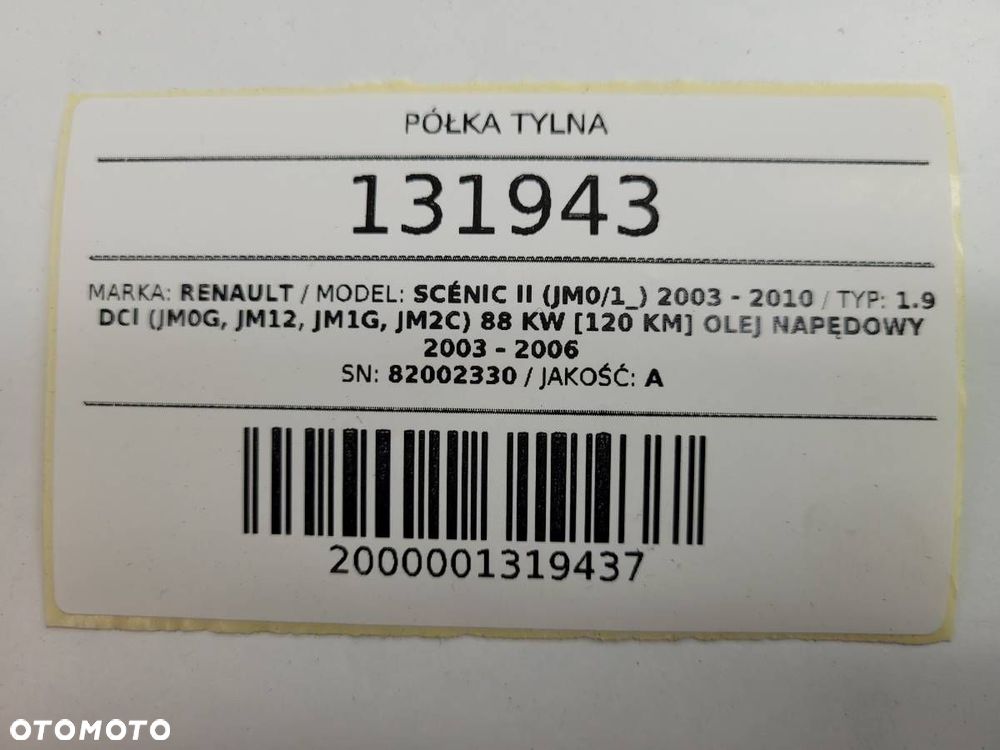 PÓŁKA TYLNA
131943
MARKA: RENAULT / MODEL: SCÉNIC II (JM0/1_) 2003 - 2010 / TYP: 1.9
DCI (JM0G, JM12, JM1G, JM2C) 88 KW [120 KM] OLEJ NAPĘDOWY
2003 - 2006
SN: 82002330 / JAKOŚĆ: A
2000001319437
OTOMOTO